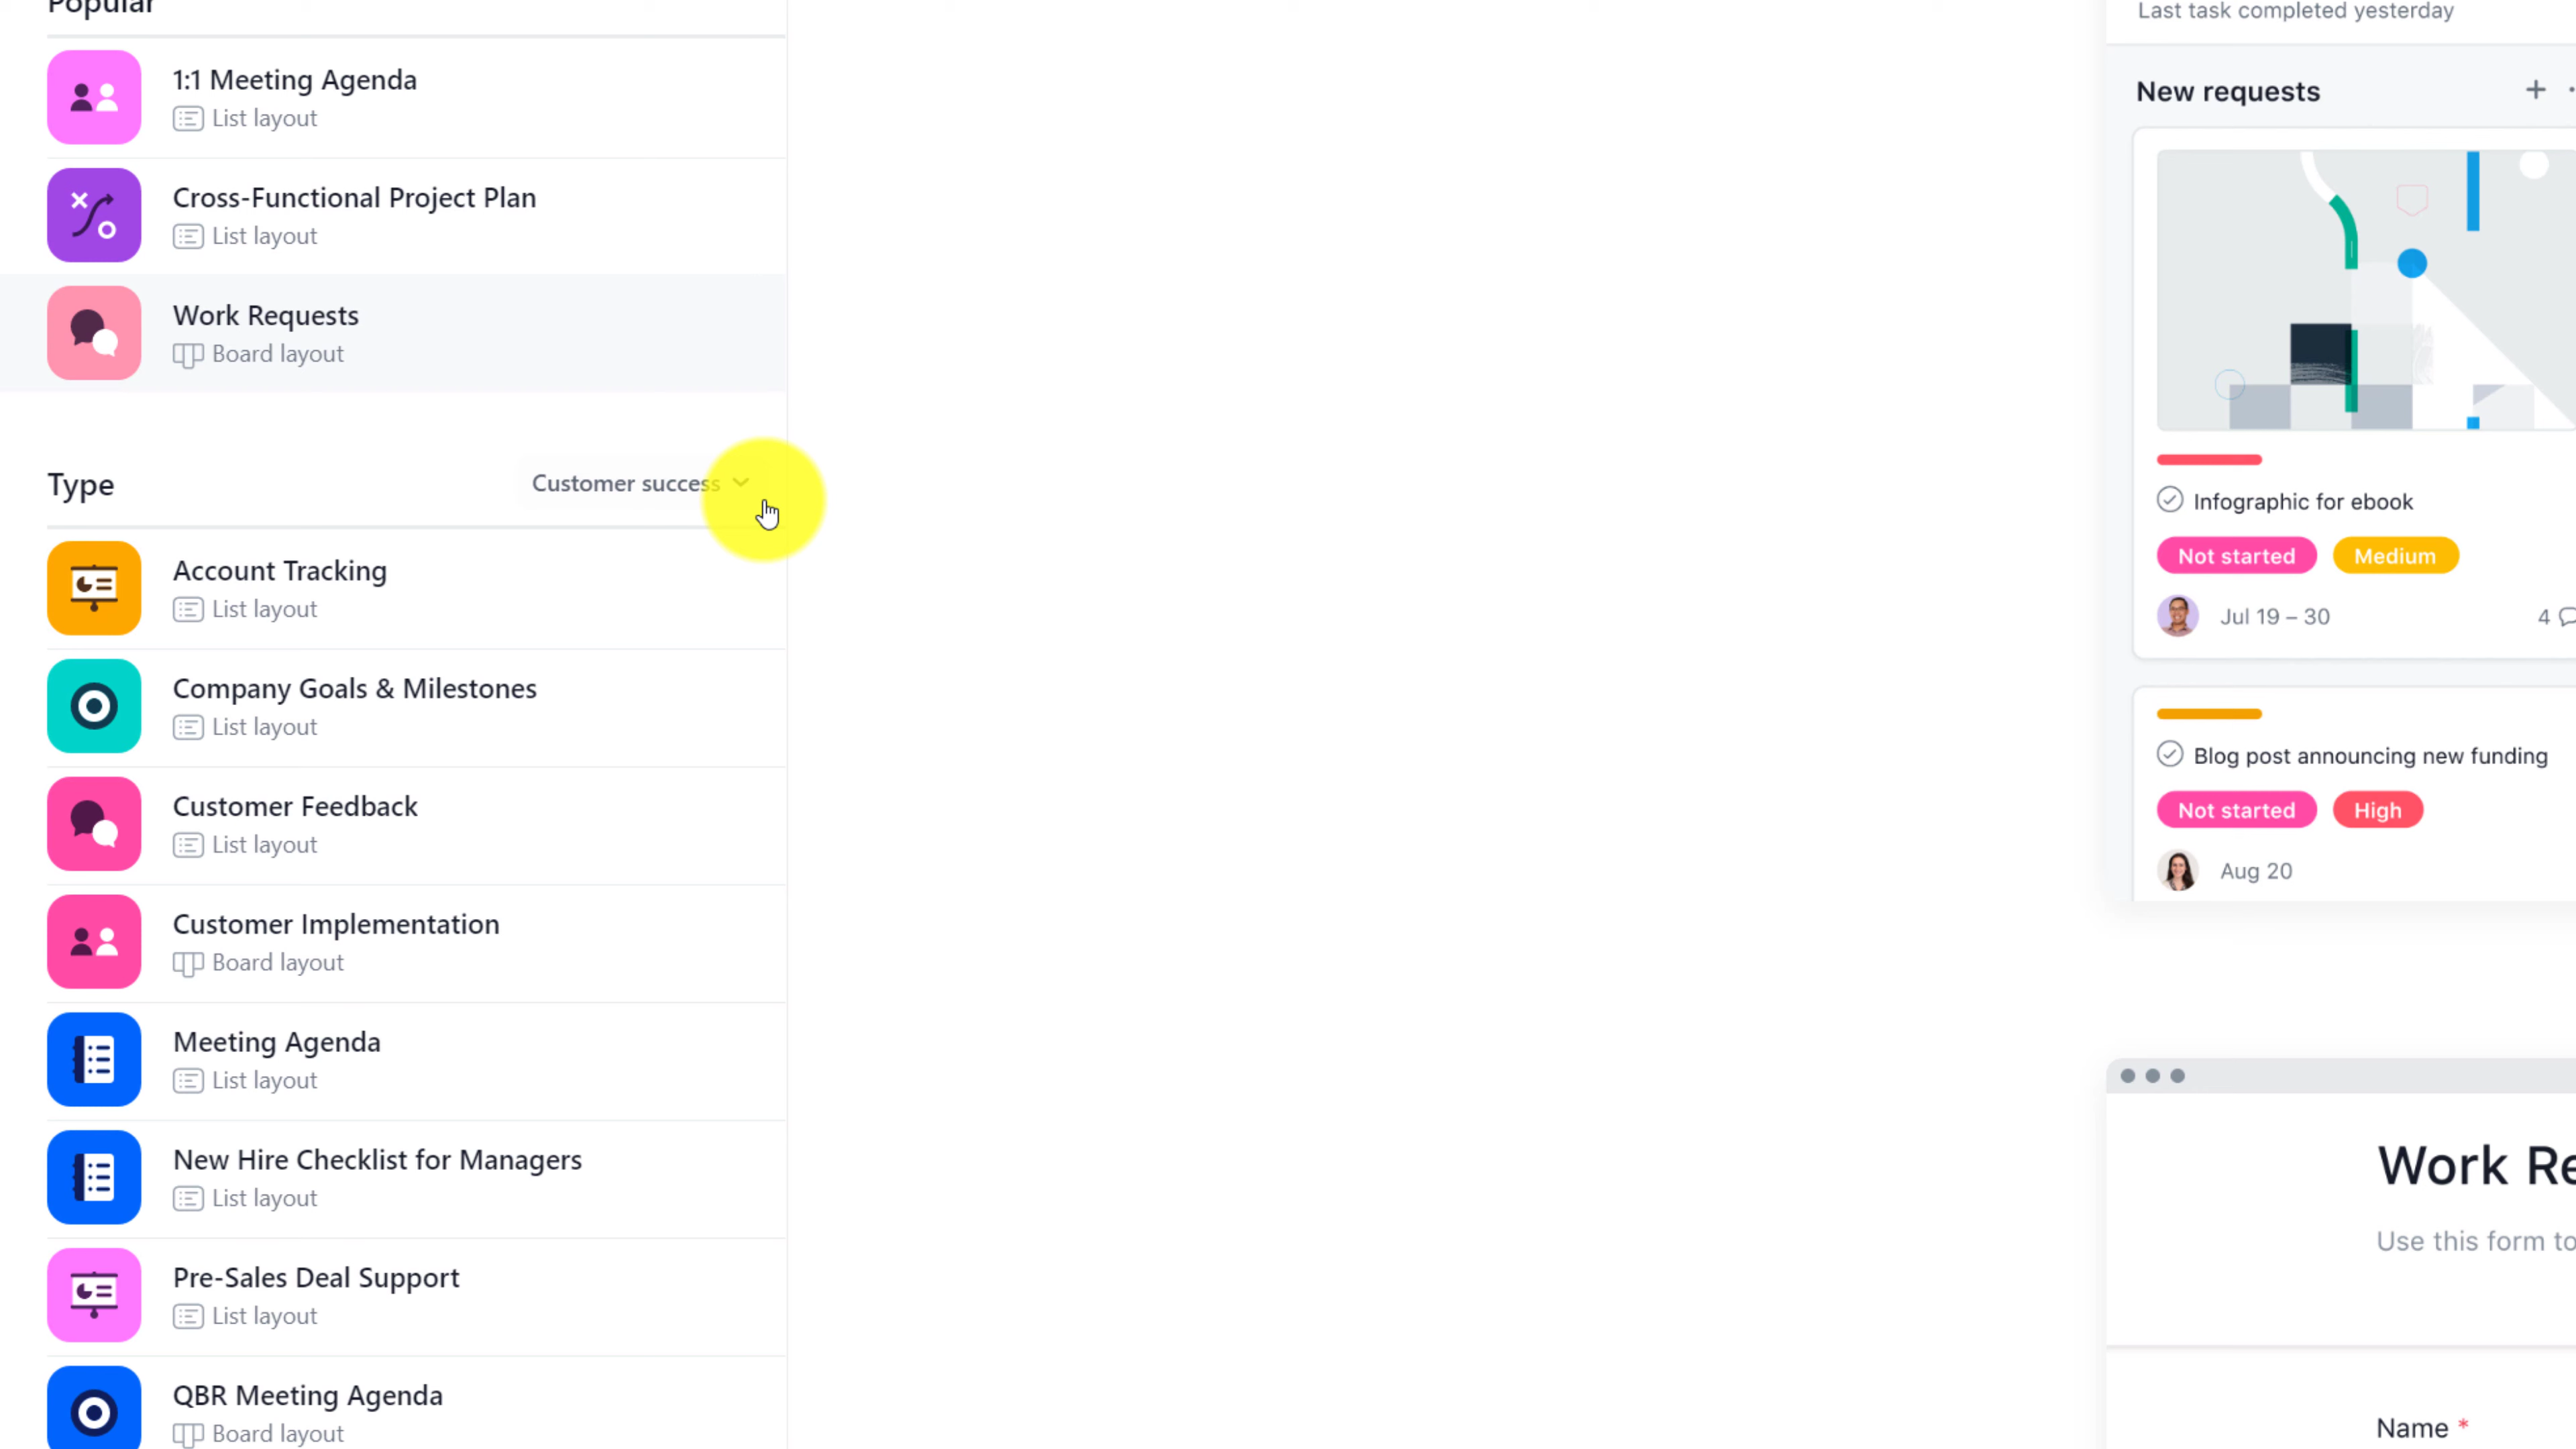 Popular
1:1 Meeting Agenda
List layout
Cross-Functional Project Plan
List layout
Work Requests
Board layout
Type
Customer success
Account Tracking
List layout
Company Goals & Milestones
List layout
Customer Feedback
List layout
Customer Implementation
Board layout
Meeting Agenda
List layout
New Hire Checklist for Managers
List layout
Pre-Sales Deal Support
List layout
QBR Meeting Agenda
Board layout
Last task completed yesterday
New requests
Infographic for ebook
Not started Medium
Jul 19 – 30 4
Blog post announcing new funding
Not started High
Aug 20
Work Re
Use this form to
Name *